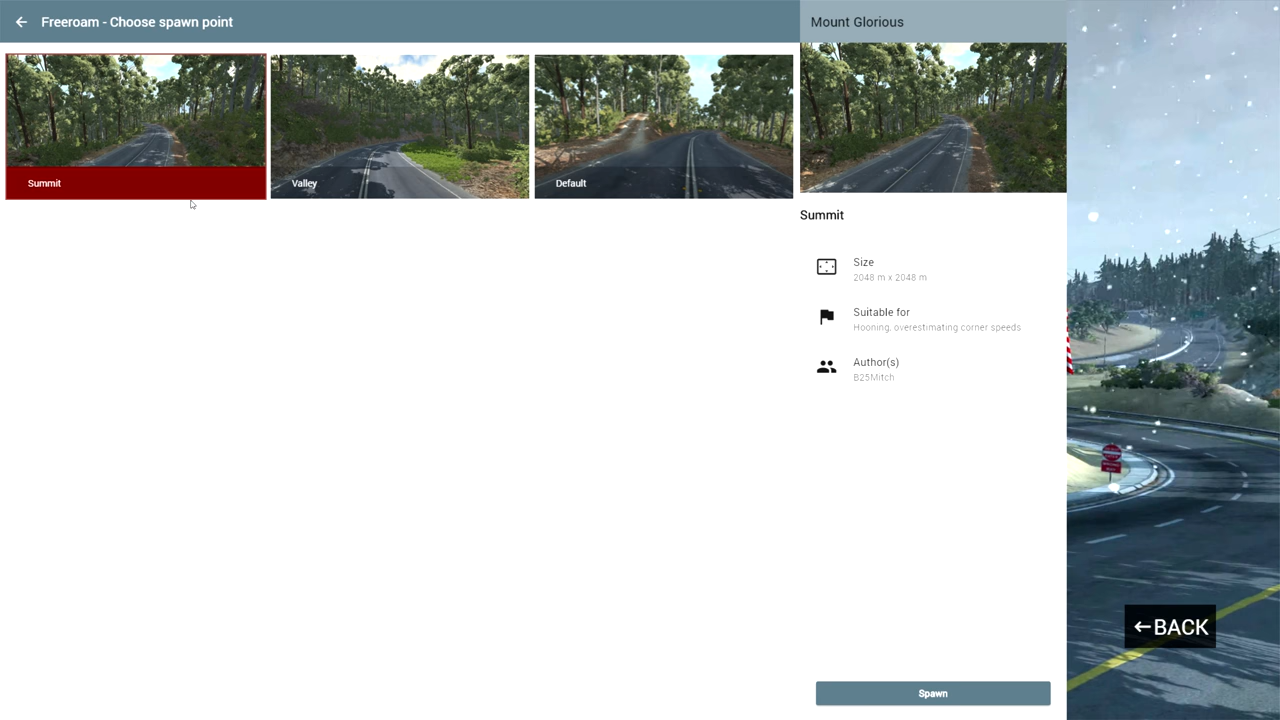 Freeroam - Choose spawn point
Summit
Valley
Default
Mount Glorious
Summit
Size
2048 m x 2048 m
Suitable for
Hooning, overestimating corner speeds
Author(s)
B25Mitch
Spawn
←BACK